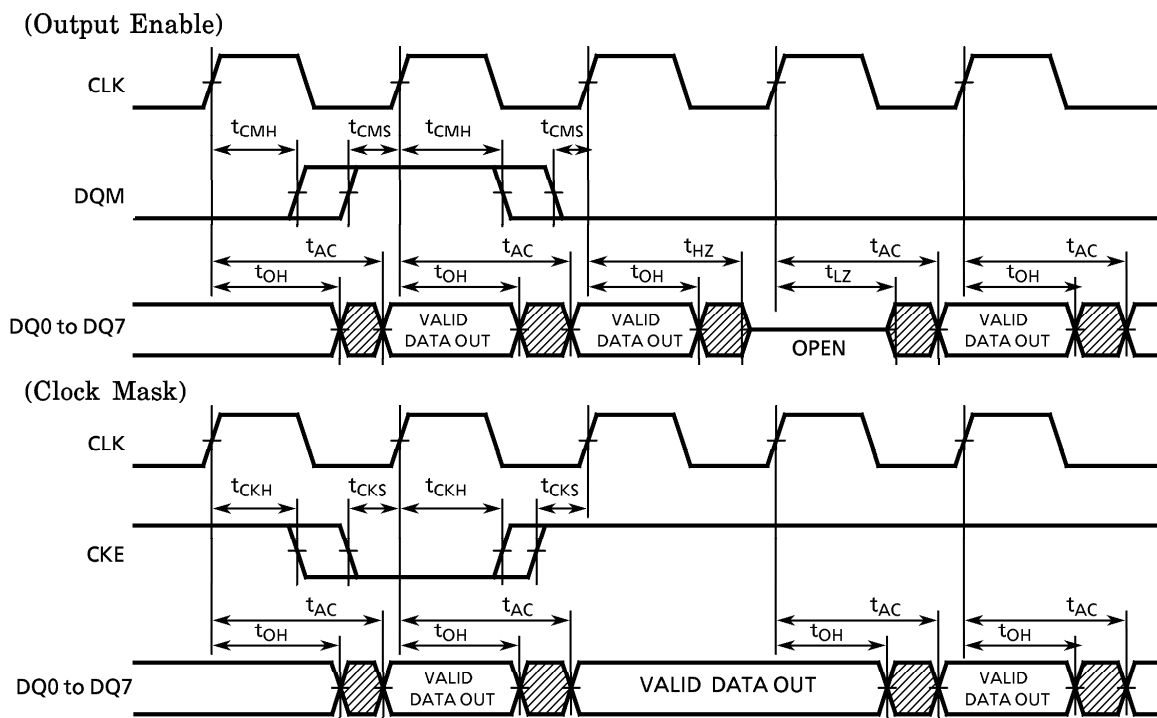 (Output Enable)
CLK
tCMH tCMS tCMH tCMS
DQM
tAC tAC tHZ tAC tAC
tOH tOH tOH tLZ tOH
DQ0 to DQ7
VALID DATA OUT
VALID DATA OUT
OPEN
VALID DATA OUT
(Clock Mask)
CLK
tCKH tCKS tCKH tCKS
CKE
tAC tAC tAC tAC
tOH tOH tOH tOH
DQ0 to DQ7
VALID DATA OUT
VALID DATA OUT
VALID DATA OUT